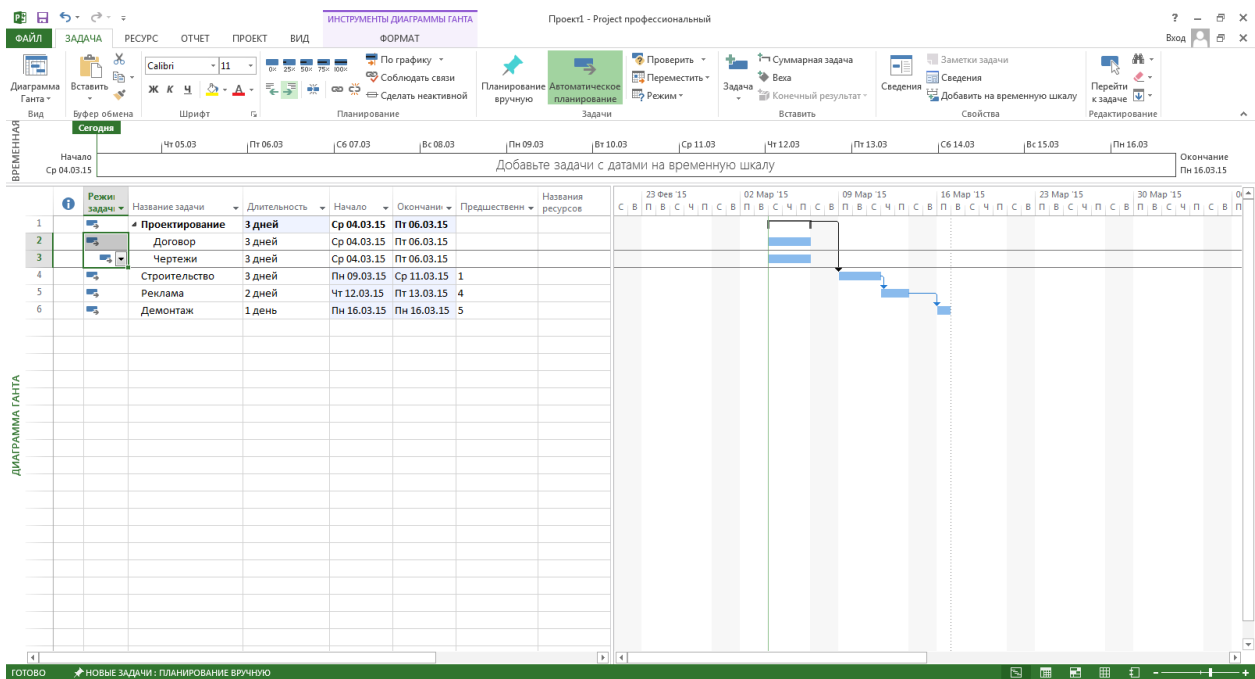 ИНСТРУМЕНТЫ ДИАГРАММЫ ГАНТА
Проект1 - Project профессиональный
ФАЙЛ ЗАДАЧА РЕСУРС ОТЧЕТ ПРОЕКТ ВИД ФОРМАТ Вход
Диаграмма Ганта
Вид
Вставить
Буфер обмена
Calibri 11
Ж К Ч
Шрифт
0× 25× 50× 75× 100×
По графику
Соблюдать связи
Сделать неактивной
Планирование
Планирование вручную
Автоматическое планирование
Проверить
Переместить
Режим
Задачи
Задача
Суммарная задача
Веха
Конечный результат
Вставить
Сведения
Заметки задачи
Сведения
Добавить на временную шкалу
Свойства
Перейти к задаче
Редактирование
ВРЕМЕННАЯ
Сегодня
Чт 05.03 Пт 06.03 Сб 07.03 Вс 08.03 Пн 09.03 Вт 10.03 Ср 11.03 Чт 12.03 Пт 13.03 Сб 14.03 Вс 15.03 Пн 16.03
Начало
Ср 04.03.15
Добавьте задачи с датами на временную шкалу
Окончание
Пн 16.03.15
ДИАГРАММА ГАНТА
Режи задач Название задачи Длительность Начало Окончани Предшественн Названия ресурсов
23 Фев '15 02 Мар '15 09 Мар '15 16 Мар '15 23 Мар '15 30 Мар '15
С В П В С Ч П С В П В С Ч П С В П В С Ч П С В П В С Ч П С В П В С Ч П С В П В С Ч П С В П
1 Проектирование 3 дней Ср 04.03.15 Пт 06.03.15
2 Договор 3 дней Ср 04.03.15 Пт 06.03.15
3 Чертежи 3 дней Ср 04.03.15 Пт 06.03.15
4 Строительство 3 дней Пн 09.03.15 Ср 11.03.15 1
5 Реклама 2 дней Чт 12.03.15 Пт 13.03.15 4
6 Демонтаж 1 день Пн 16.03.15 Пн 16.03.15 5
ГОТОВО НОВЫЕ ЗАДАЧИ : ПЛАНИРОВАНИЕ ВРУЧНУЮ